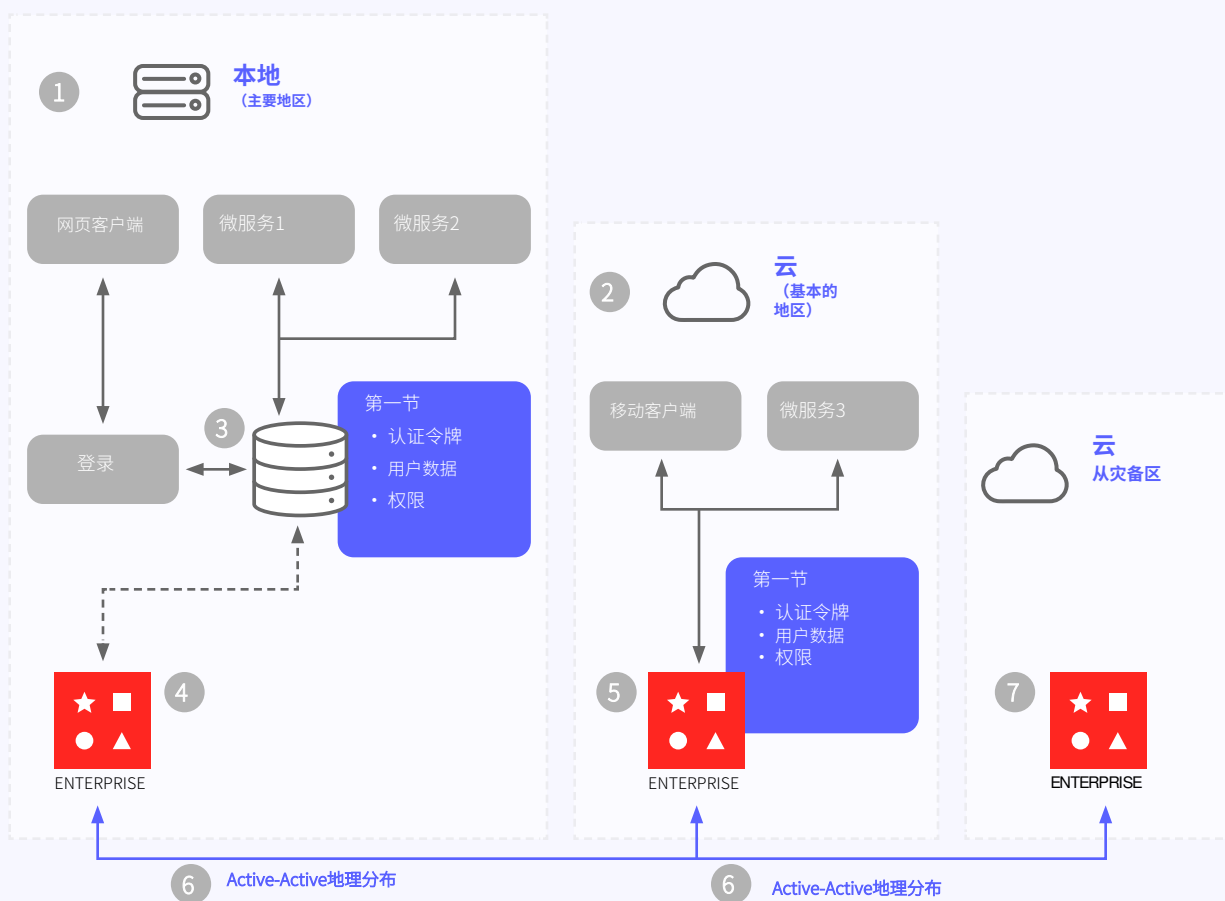 1
本地
（主要地区）
网页客户端
微服务1
微服务2
3
第一节
• 认证令牌
• 用户数据
• 权限
登录
4
ENTERPRISE
2
云
（基本的
地区）
移动客户端
微服务3
第一节
• 认证令牌
• 用户数据
• 权限
5
ENTERPRISE
云
从灾备区
7
ENTERPRISE
6
Active-Active地理分布
6
Active-Active地理分布